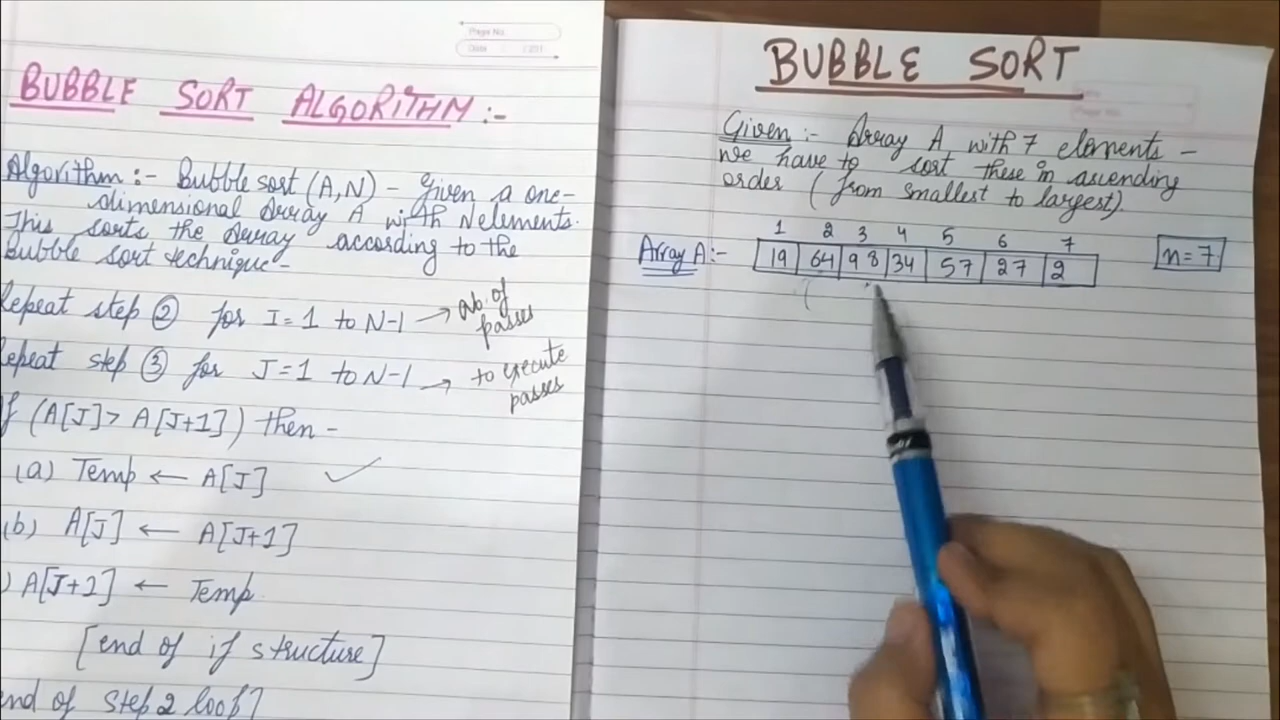 Page No.
Date / 201
BUBBLE SORT ALGORITHM :-
Algorithm :- Bubble sort (A,N) - Given a one-
dimensional Array A with N elements.
This sorts the Array according to the
Bubble sort technique -
Repeat step ② for I = 1 to N-1 → No. of
passes
Repeat step ③ for J = 1 to N-1 → to execute
passes
If (A[J] > A[J+1]) then -
(a) Temp ← A[J] ✓
(b) A[J] ← A[J+1]
) A[J+1] ← Temp
[end of if structure]
end of step 2 loop]
BUBBLE SORT
Given :- Array A with 7 elements -
we have to sort these in ascending
order (from smallest to largest).
1 2 3 4 5 6 7
Array A :- 19 64 98 34 57 27 2 n = 7